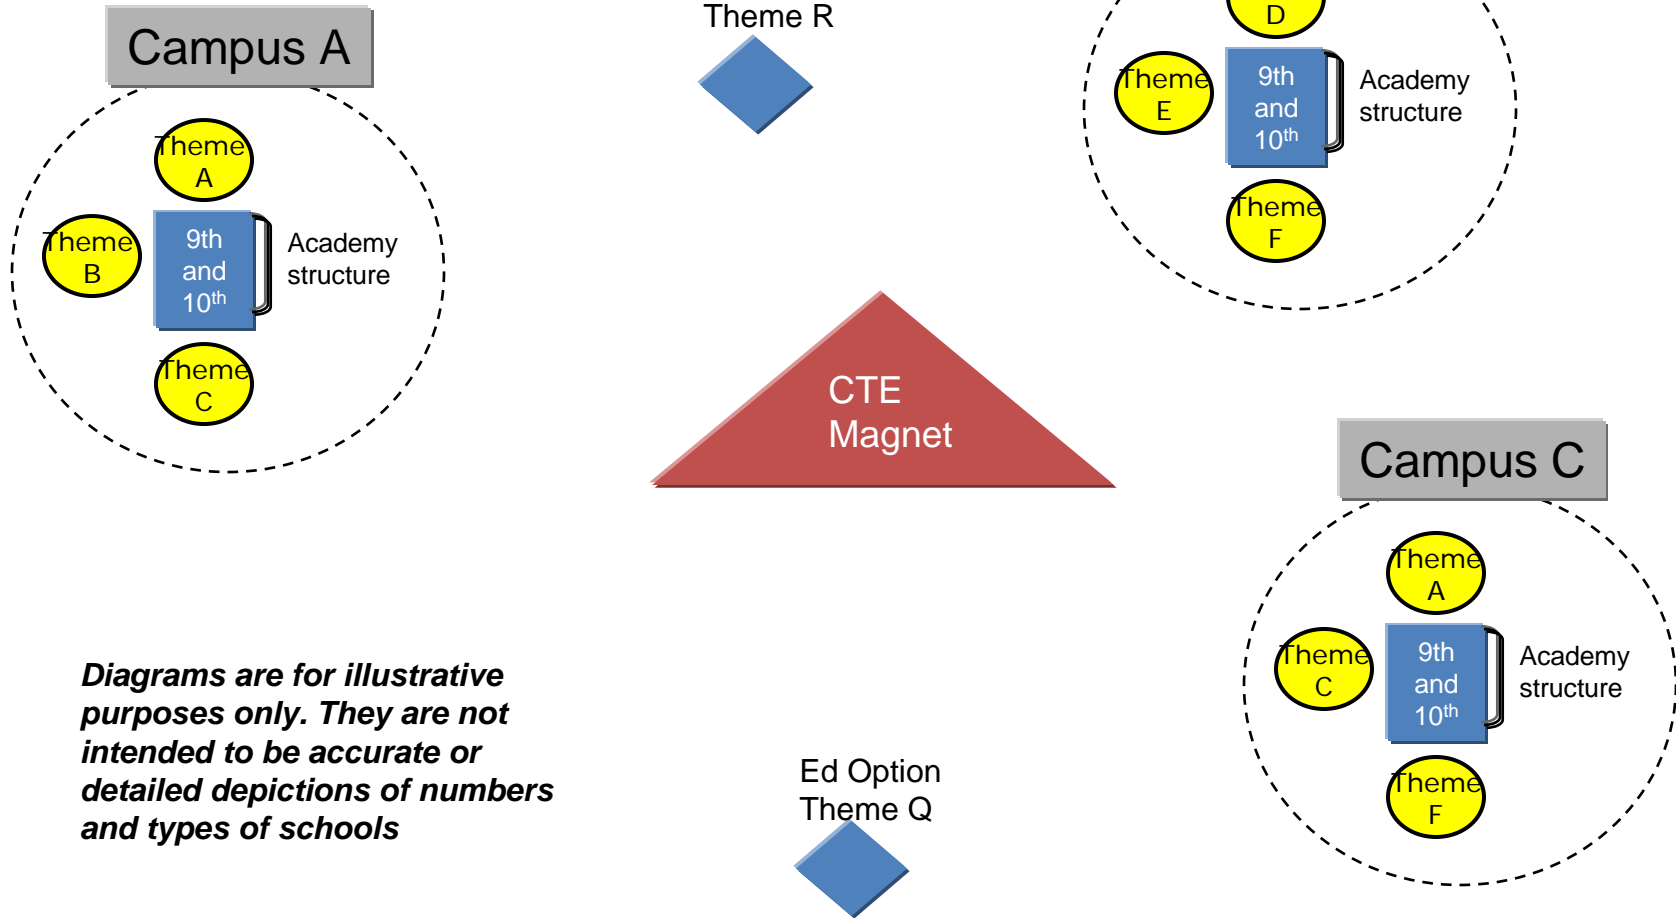 Theme R
D
Campus A
Theme
E
9th
and
10th
Academy
structure
Theme
F
Theme
A
Theme
B
9th
and
10th
Academy
structure
Theme
C
CTE
Magnet
Campus C
Theme
A
Theme
C
9th
and
10th
Academy
structure
Theme
F
Diagrams are for illustrative
purposes only. They are not
intended to be accurate or
detailed depictions of numbers
and types of schools
Ed Option
Theme Q